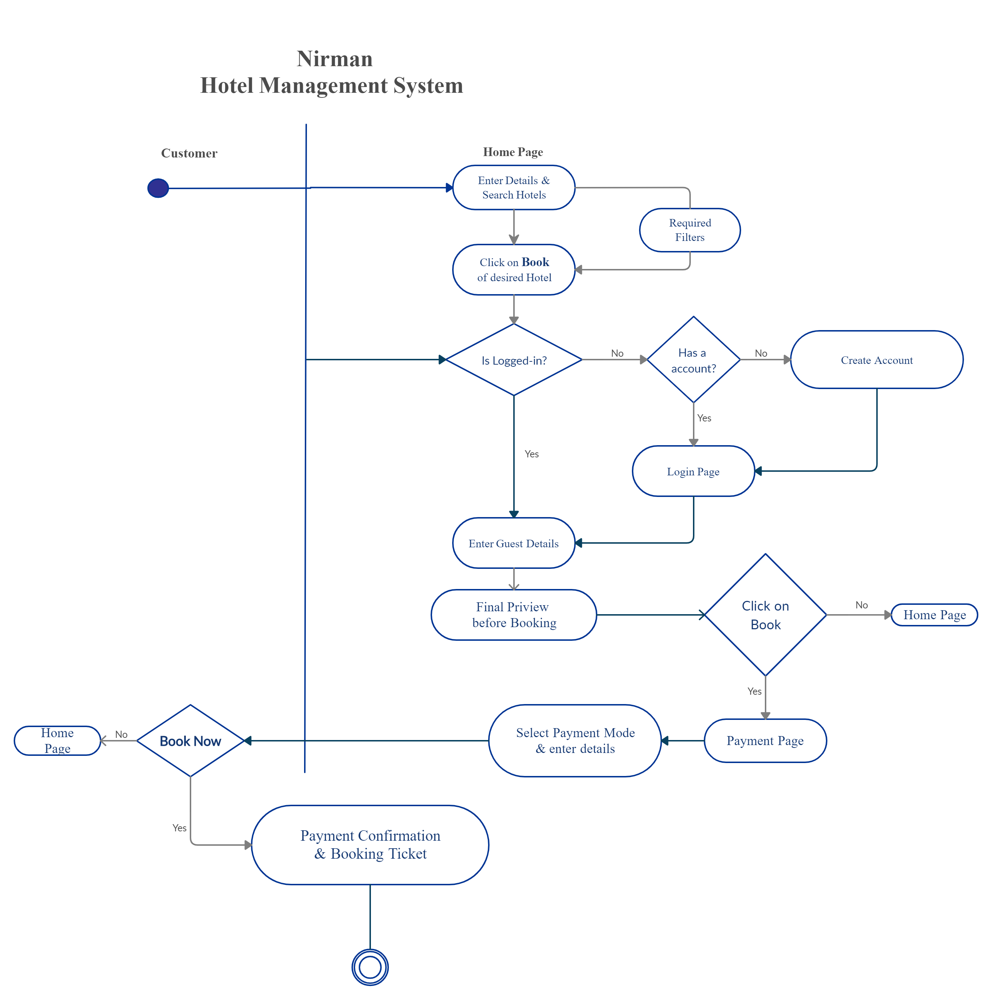 Nirman
Hotel Management System
Customer
Home Page
Enter Details &
Search Hotels
Required
Filters
Click on Book
of desired Hotel
Is Logged-in?
No
Has a
account?
No
Create Account
Yes
Yes
Login Page
Enter Guest Details
Final Priview
before Booking
Click on
Book
No
Home Page
Yes
Payment Page
Select Payment Mode
& enter details
Book Now
No
Home
Page
Yes
Payment Confirmation
& Booking Ticket